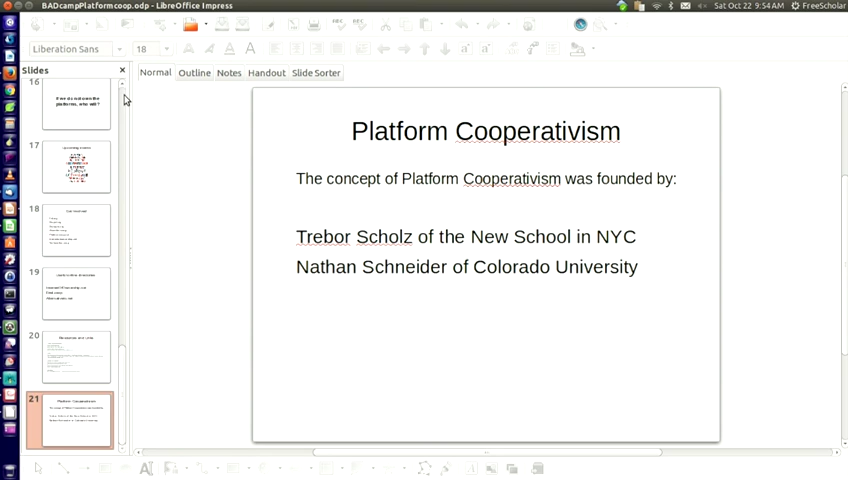 BADcampPlatformcoop.odp - LibreOffice Impress
Sat Oct 22 9:54 AM FreeScholar
Liberation Sans 18
Slides
Normal Outline Notes Handout Slide Sorter
16
If we do not own the
platforms, who will?
Platform Cooperativism
The concept of Platform Cooperativism was founded by:
Trebor Scholz of the New School in NYC
Nathan Schneider of Colorado University
17
18
19
20
21
Platform Cooperativism